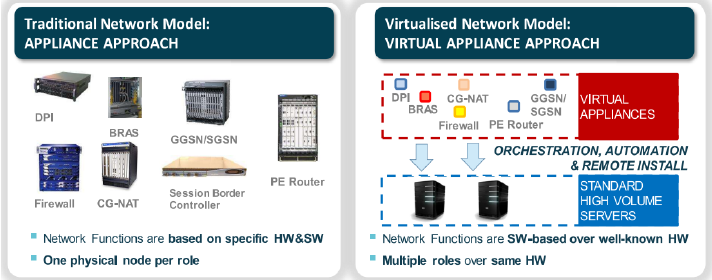 Traditional Network Model:
APPLIANCE APPROACH
DPI
BRAS
GGSN/SGSN
PE Router
Firewall
CG-NAT
Session Border
Controller
Network Functions are based on specific HW&SW
One physical node per role
Virtualised Network Model:
VIRTUAL APPLIANCE APPROACH
DPI
BRAS
CG-NAT
Firewall
PE Router
GGSN/
SGSN
VIRTUAL
APPLIANCES
ORCHESTRATION, AUTOMATION
& REMOTE INSTALL
STANDARD
HIGH VOLUME
SERVERS
Network Functions are SW-based over well-known HW
Multiple roles over same HW